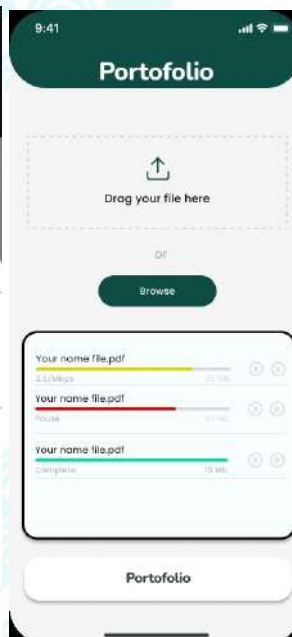 9:41
Portofolio
Drag your file here
or
Browse
Your name file.pdf
Your name file.pdf
Pause
Your name file.pdf
Complete
Portofolio